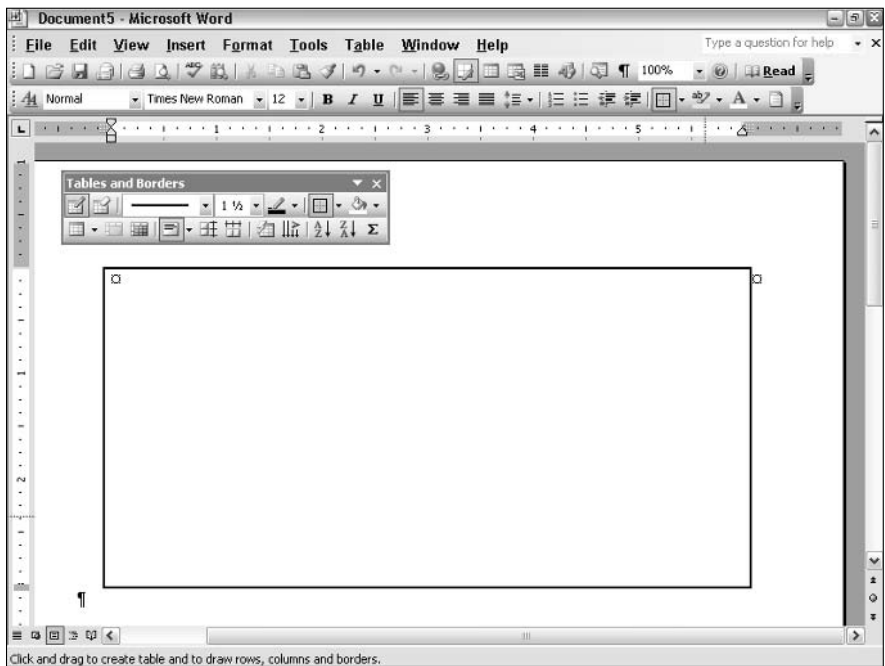 Document5 - Microsoft Word
File Edit View Insert Format Tools Table Window Help Type a question for help
¶ 100% Read
Normal Times New Roman 12 B I U A
1 2 3 4 5
Tables and Borders
1 ½
Σ
¤ ¤
1
2
¶
Click and drag to create table and to draw rows, columns and borders.